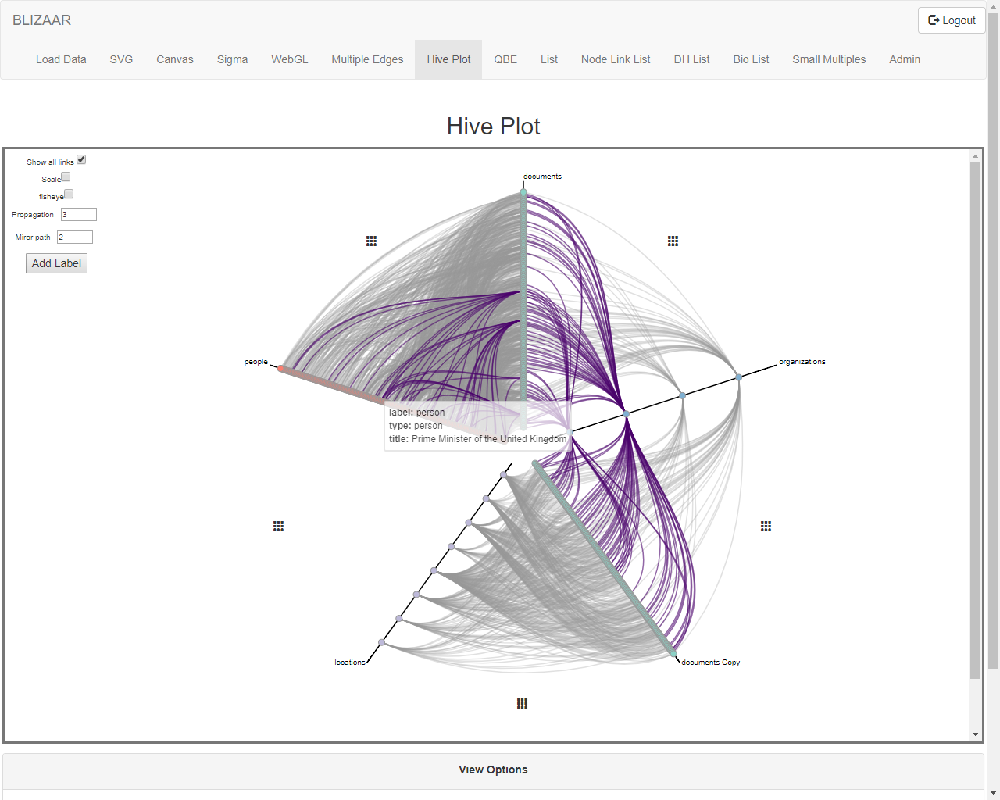 BLIZAAR
Logout
Load Data SVG Canvas Sigma WebGL Multiple Edges Hive Plot QBE List Node Link List DH List Bio List Small Multiples Admin
Hive Plot
Show all links
Scale
fisheye
Propagation 3
Miror path 2
Add Label
documents
people
organizations
label: person
type: person
title: Prime Minister of the United Kingdom
locations
documents Copy
View Options